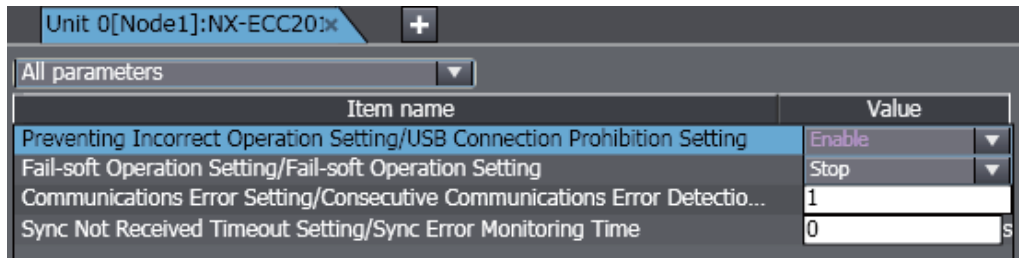 Unit 0[Node1]:NX-ECC201
All parameters
Item name Value
Preventing Incorrect Operation Setting/USB Connection Prohibition Setting Enable
Fail-soft Operation Setting/Fail-soft Operation Setting Stop
Communications Error Setting/Consecutive Communications Error Detectio... 1
Sync Not Received Timeout Setting/Sync Error Monitoring Time 0 s